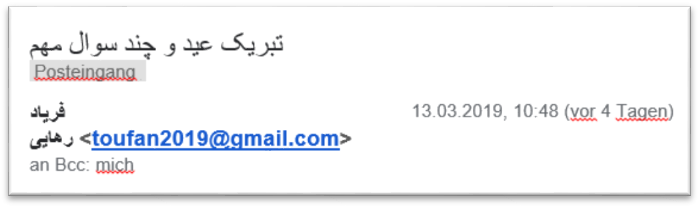 تبریک عید و چند سوال مهم
Posteingang
فریاد 13.03.2019, 10:48 (vor 4 Tagen)
رهایی <toufan2019@gmail.com>
an Bcc: mich